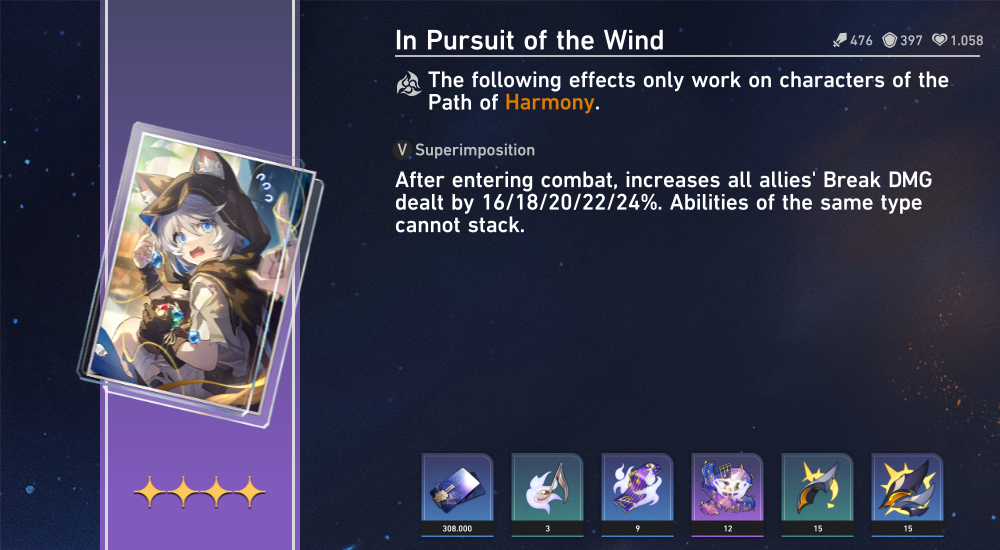 In Pursuit of the Wind
476 397 1.058
The following effects only work on characters of the
Path of Harmony.
V Superimposition
After entering combat, increases all allies' Break DMG
dealt by 16/18/20/22/24%. Abilities of the same type
cannot stack.
308.000 3 9 12 15 15